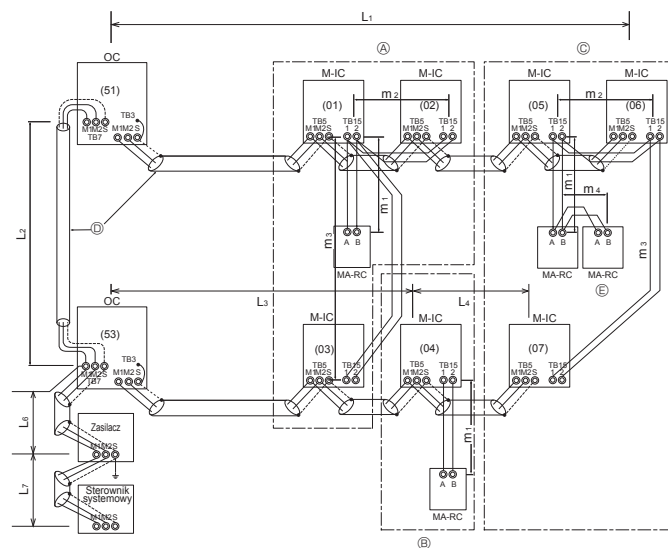 L1
OC
Ⓐ
Ⓒ
M-IC
M-IC
M-IC
M-IC
(51)
(01)
(02)
(05)
(06)
m2
m2
TB3
M1M2S
M1M2S
TB7
TB5
M1M2S
TB15
1 2
TB5
M1M2S
TB15
1 2
TB5
M1M2S
TB15
1 2
TB5
M1M2S
TB15
1 2
m1
m1
m4
m3
m3
L2
Ⓓ
A B
MA-RC
A B
MA-RC
A B
MA-RC
Ⓔ
L3
L4
OC
M-IC
M-IC
M-IC
(53)
(03)
(04)
(07)
TB3
M1M2S
M1M2S
TB7
TB5
M1M2S
TB15
1 2
TB5
M1M2S
TB15
1 2
TB5
M1M2S
TB15
1 2
m1
L6
Zasilacz
M1M2S
L7
Sterownik
systemowy
M1M2S
A B
MA-RC
Ⓑ